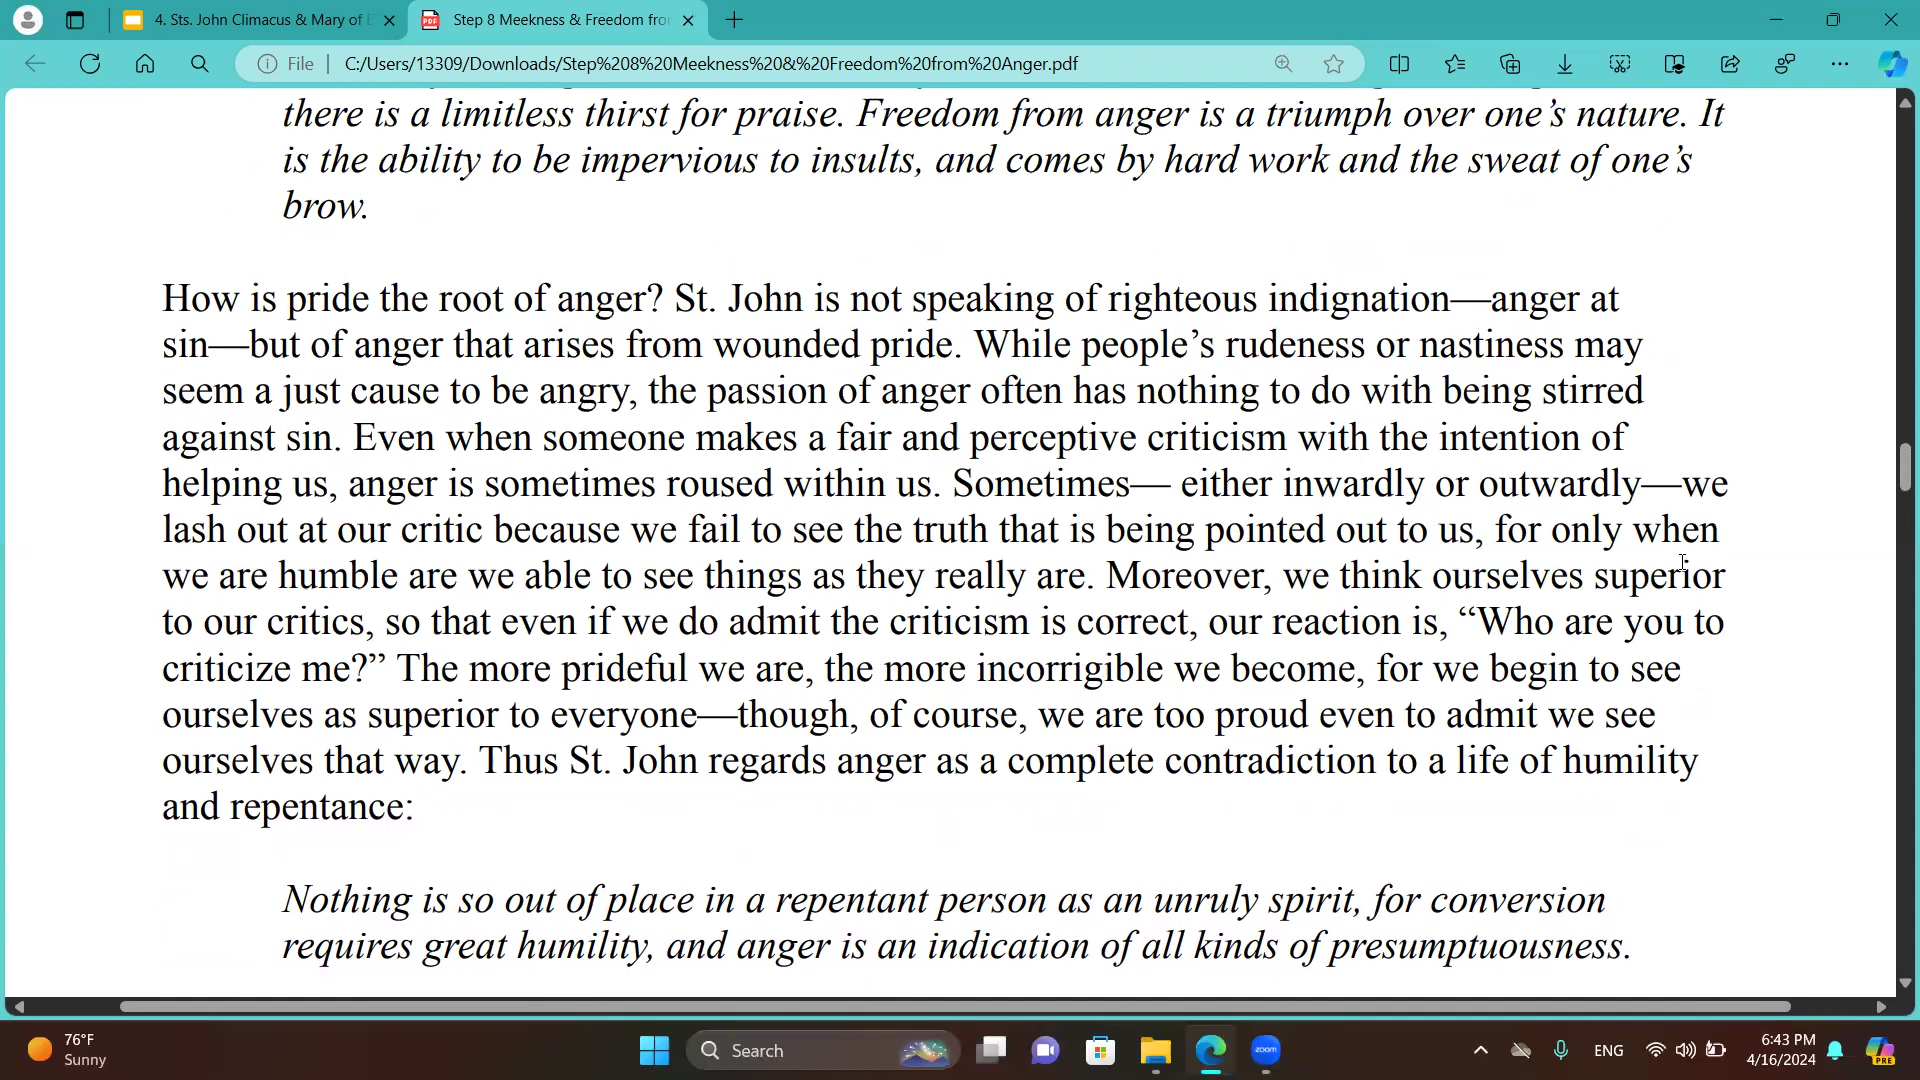 4. Sts. John Climacus & Mary of E
Step 8 Meekness & Freedom fro
File
C:/Users/13309/Downloads/Step%208%20Meekness%20&%20Freedom%20from%20Anger.pdf
there is a limitless thirst for praise. Freedom from anger is a triumph over one’s nature. It
is the ability to be impervious to insults, and comes by hard work and the sweat of one’s
brow.
How is pride the root of anger? St. John is not speaking of righteous indignation—anger at
sin—but of anger that arises from wounded pride. While people’s rudeness or nastiness may
seem a just cause to be angry, the passion of anger often has nothing to do with being stirred
against sin. Even when someone makes a fair and perceptive criticism with the intention of
helping us, anger is sometimes roused within us. Sometimes— either inwardly or outwardly—we
lash out at our critic because we fail to see the truth that is being pointed out to us, for only when
we are humble are we able to see things as they really are. Moreover, we think ourselves superior
to our critics, so that even if we do admit the criticism is correct, our reaction is, “Who are you to
criticize me?” The more prideful we are, the more incorrigible we become, for we begin to see
ourselves as superior to everyone—though, of course, we are too proud even to admit we see
ourselves that way. Thus St. John regards anger as a complete contradiction to a life of humility
and repentance:
Nothing is so out of place in a repentant person as an unruly spirit, for conversion
requires great humility, and anger is an indication of all kinds of presumptuousness.
76°F
Sunny
Search
zoom
ENG
6:43 PM
4/16/2024
PRE